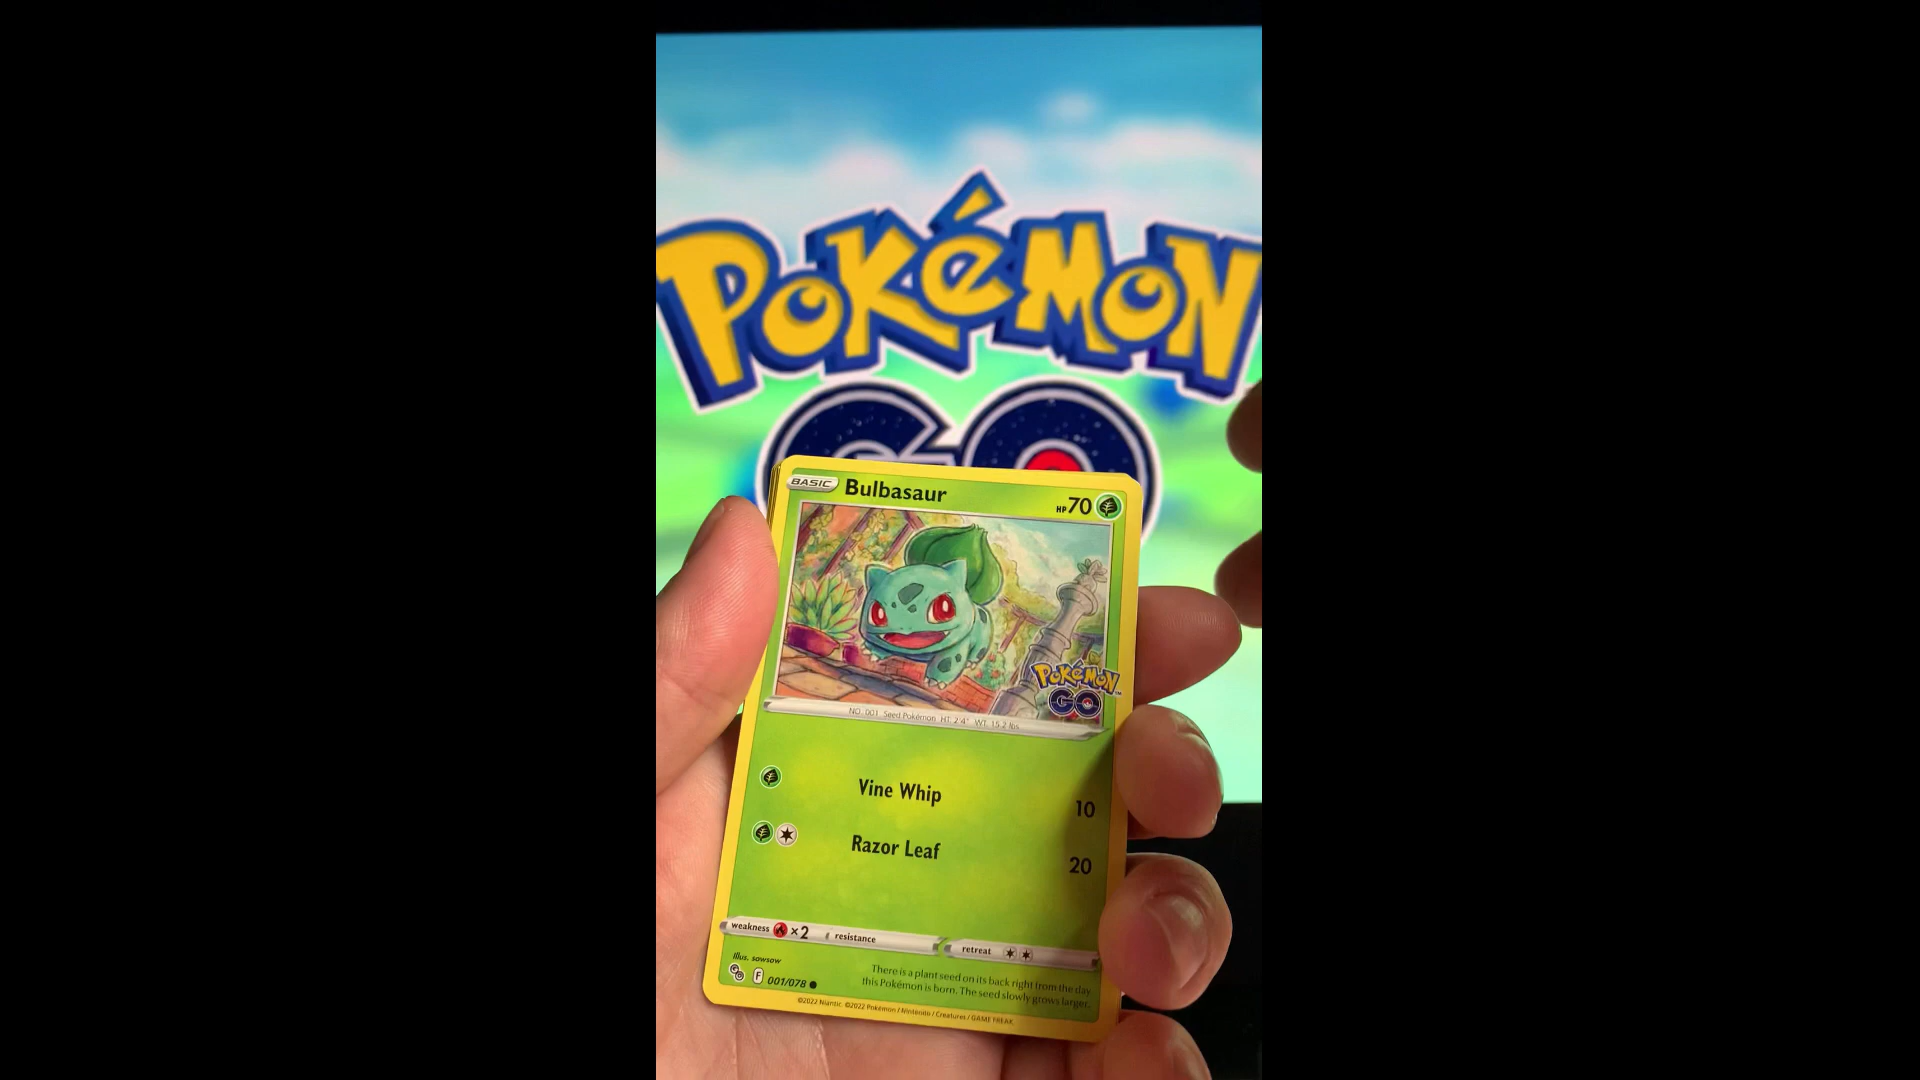 POKÉMON
GO
BASIC Bulbasaur HP 70
POKÉMON
GO
NO. 001 Seed Pokémon HT: 2'4" WT: 15.2 lbs.
Vine Whip 10
Razor Leaf 20
weakness ×2 resistance retreat
Illus. sowsow
GO F 001/078
There is a plant seed on its back right from the day
this Pokémon is born. The seed slowly grows larger.
©2022 Niantic. ©2022 Pokémon / Nintendo / Creatures / GAME FREAK.